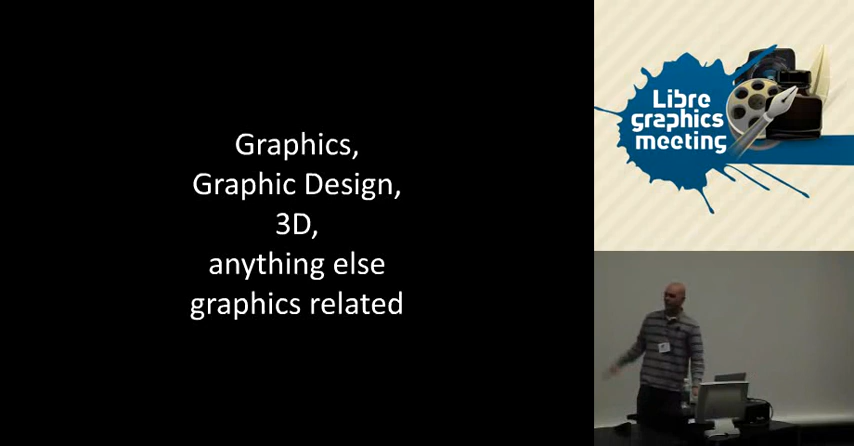 Graphics,
Graphic Design,
3D,
anything else
graphics related
Libre
graphics
meeting